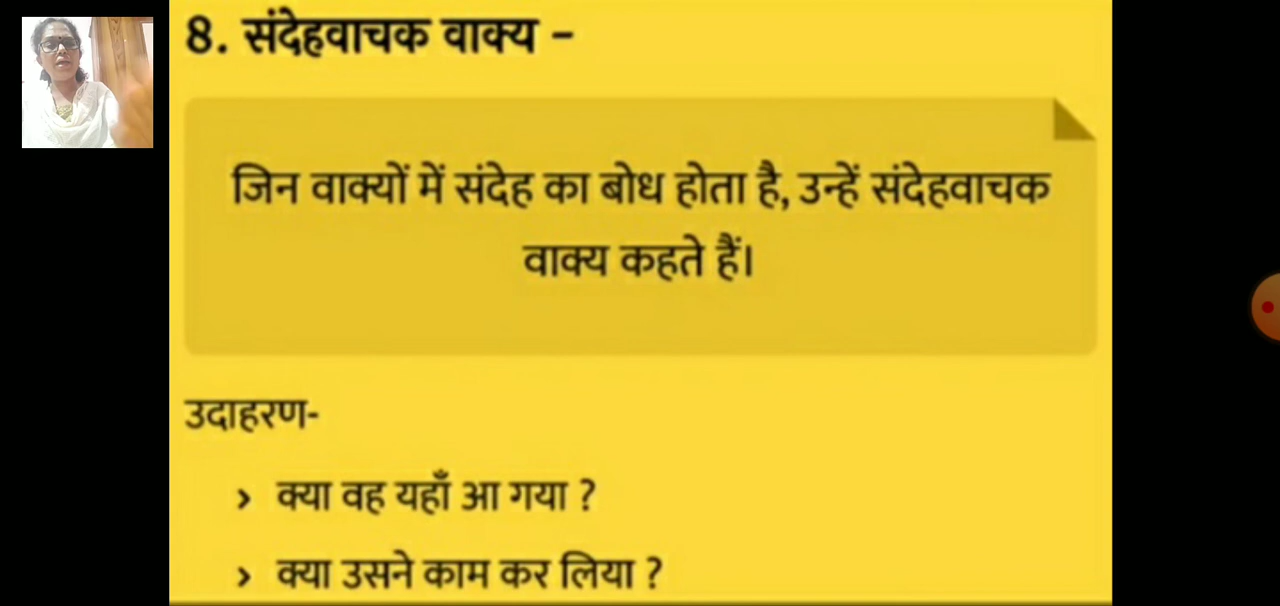 8. संदेहवाचक वाक्य –
जिन वाक्यों में संदेह का बोध होता है, उन्हें संदेहवाचक
वाक्य कहते हैं।
उदाहरण-
› क्या वह यहाँ आ गया ?
› क्या उसने काम कर लिया ?